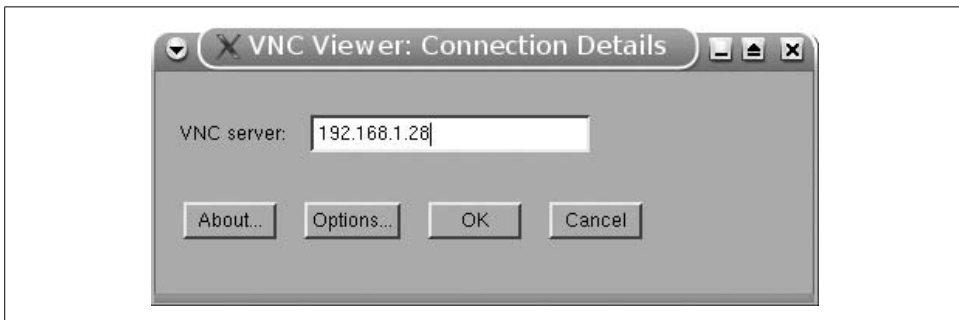 VNC Viewer: Connection Details
VNC server: 192.168.1.28
About... Options... OK Cancel